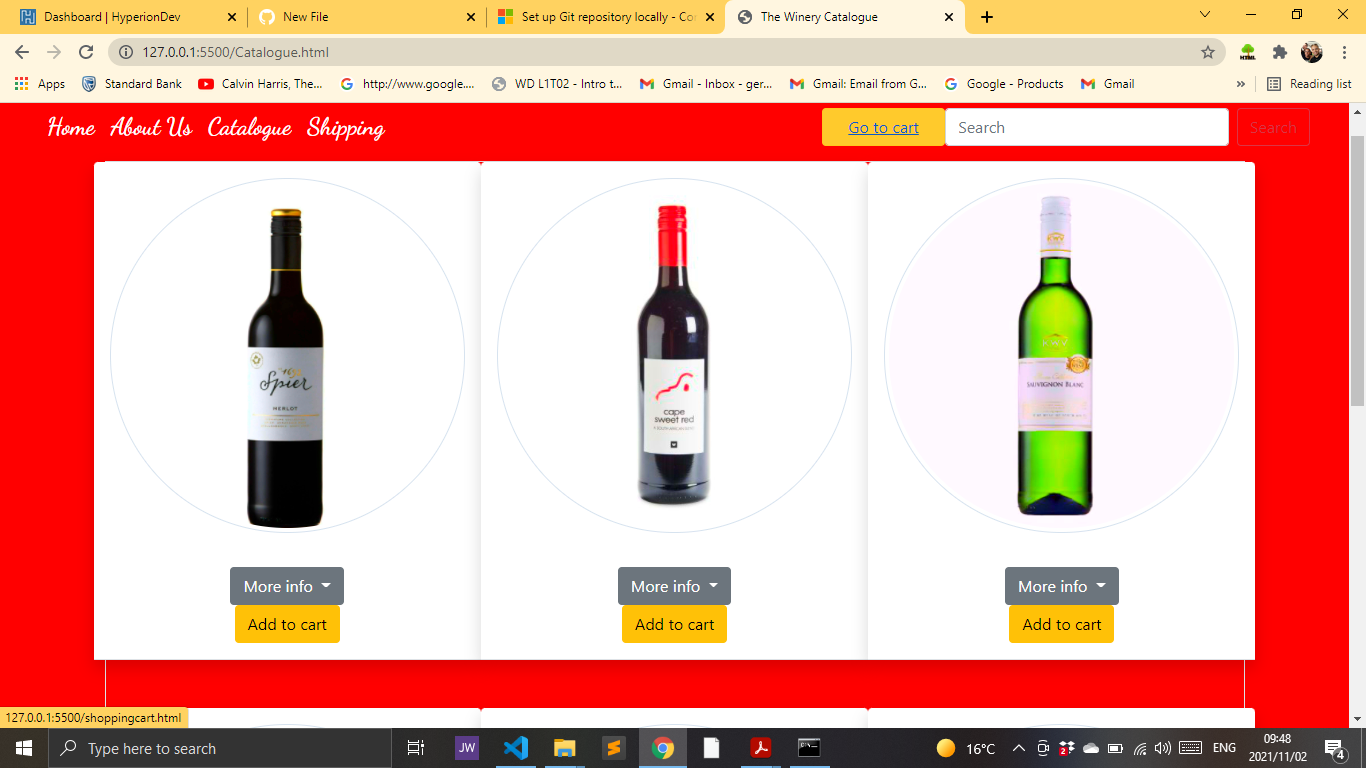 Dashboard | HyperionDev
New File
Set up Git repository locally - Co
The Winery Catalogue
127.0.0.1:5500/Catalogue.html
Apps
Standard Bank
Calvin Harris, The...
http://www.google....
WD L1T02 - Intro t...
Gmail - Inbox - ger...
Gmail: Email from G...
Google - Products
Gmail
»
Reading list
Home About Us Catalogue Shipping
Go to cart
Search
Search
Spier
MERLOT
cape
sweet red
SAUVIGNON BLANC
More info
Add to cart
More info
Add to cart
More info
Add to cart
127.0.0.1:5500/shoppingcart.html
Type here to search
JW
16°C
2
ENG
09:48
2021/11/02
4